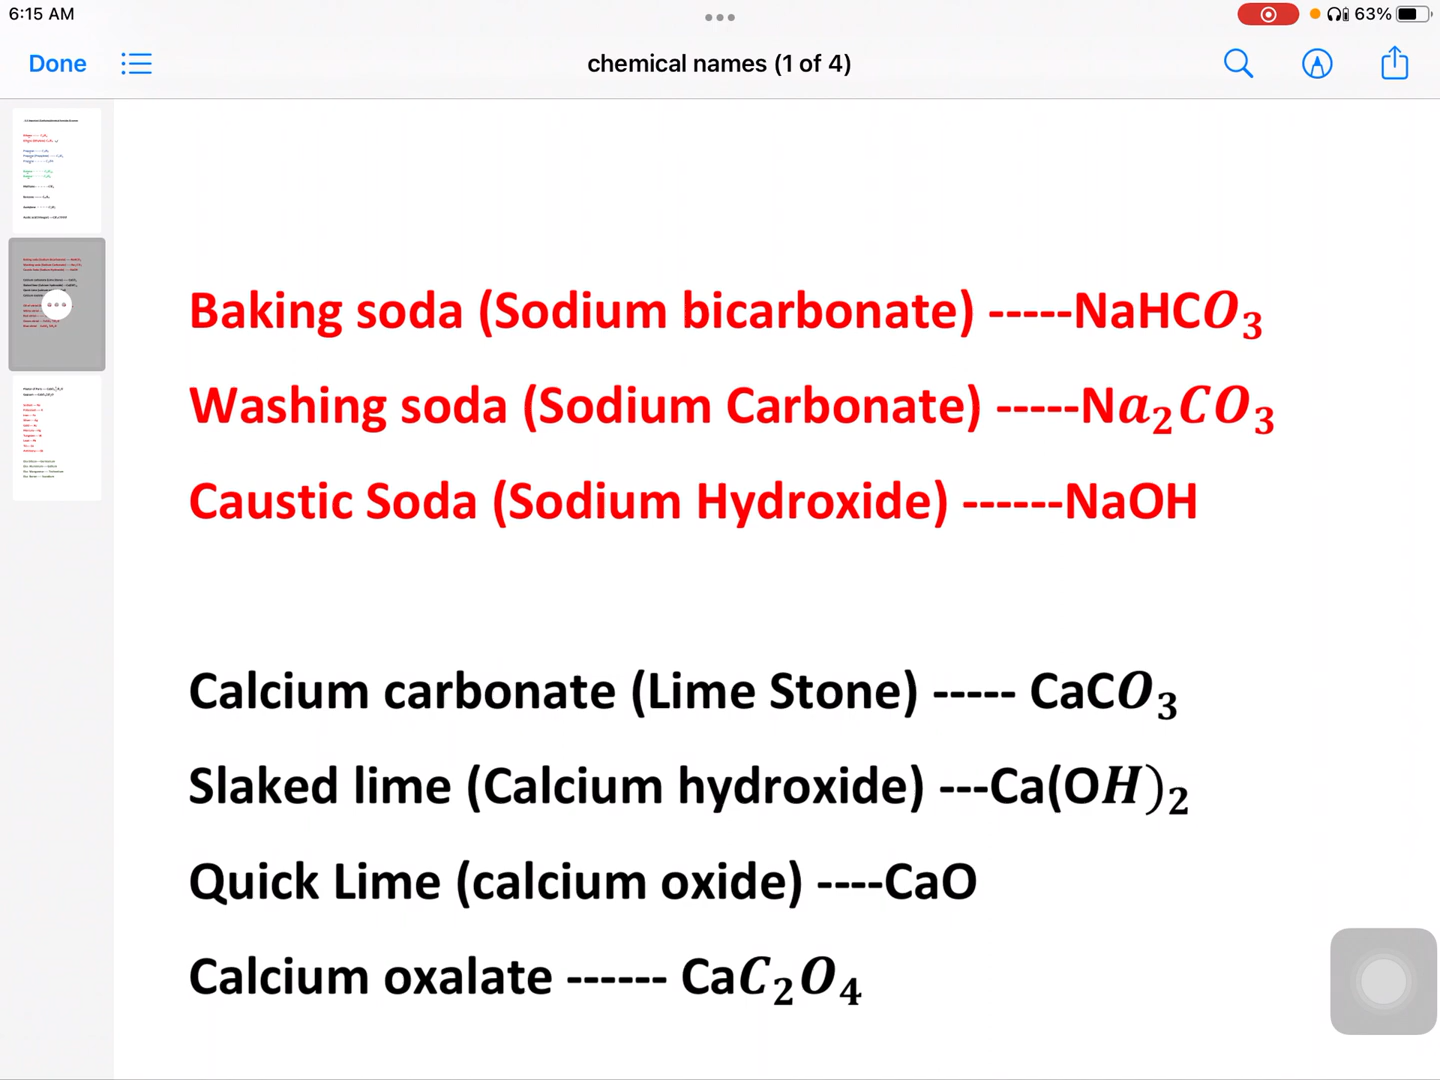 6:15 AM
63%
Done
chemical names (1 of 4)
Baking soda (Sodium bicarbonate) -----NaHCO₃
Washing soda (Sodium Carbonate) -----Na₂CO₃
Caustic Soda (Sodium Hydroxide) ------NaOH
Calcium carbonate (Lime Stone) ----- CaCO₃
Slaked lime (Calcium hydroxide) ---Ca(OH)₂
Quick Lime (calcium oxide) ----CaO
Calcium oxalate ------ CaC₂O₄